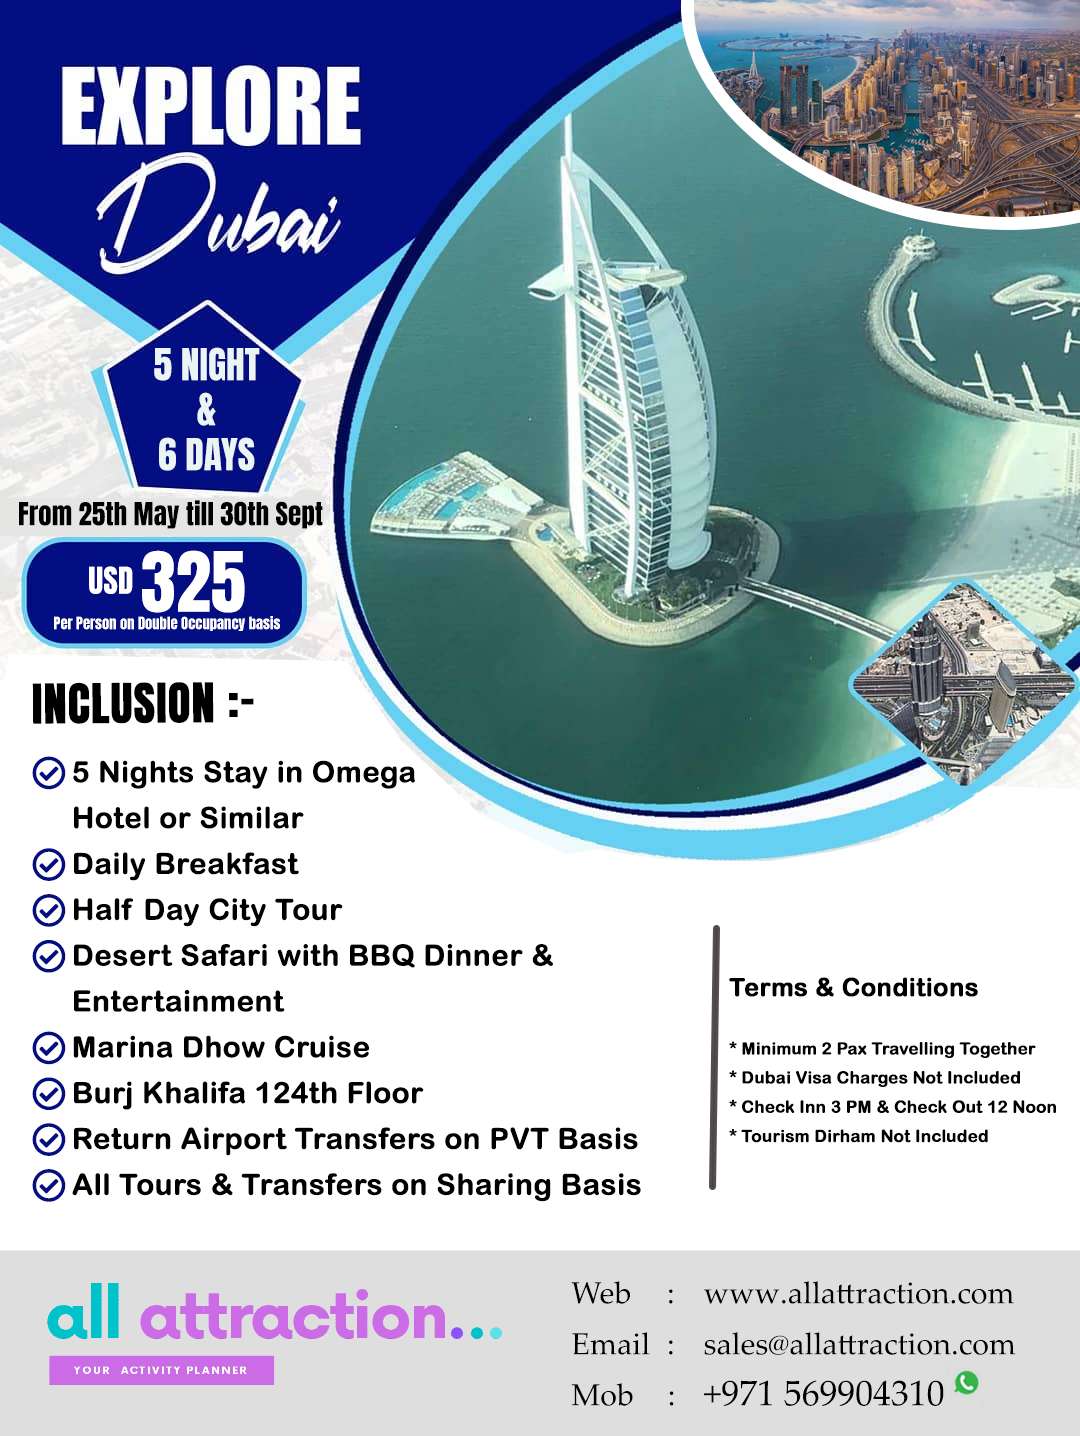 EXPLORE
Dubai
5 NIGHT
&
6 DAYS
From 25th May till 30th Sept
USD 325
Per Person on Double Occupancy basis
INCLUSION :-
5 Nights Stay in Omega
Hotel or Similar
Daily Breakfast
Half Day City Tour
Desert Safari with BBQ Dinner &
Entertainment
Marina Dhow Cruise
Burj Khalifa 124th Floor
Return Airport Transfers on PVT Basis
All Tours & Transfers on Sharing Basis
Terms & Conditions
* Minimum 2 Pax Travelling Together
* Dubai Visa Charges Not Included
* Check Inn 3 PM & Check Out 12 Noon
* Tourism Dirham Not Included
all attraction...
YOUR ACTIVITY PLANNER
Web : www.allattraction.com
Email : sales@allattraction.com
Mob : +971 569904310